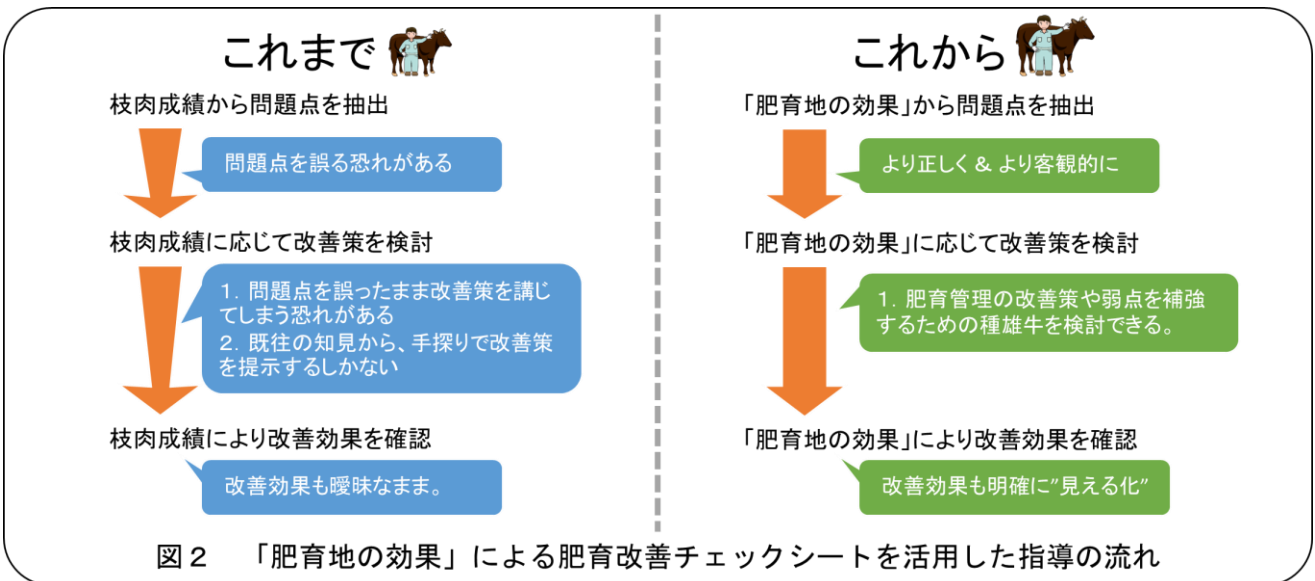 これまで
枝肉成績から問題点を抽出
問題点を誤る恐れがある
枝肉成績に応じて改善策を検討
1．問題点を誤ったまま改善策を講じ
てしまう恐れがある
2．既往の知見から、手探りで改善策
を提示するしかない
枝肉成績により改善効果を確認
改善効果も曖昧なまま。
これから
「肥育地の効果」から問題点を抽出
より正しく & より客観的に
「肥育地の効果」に応じて改善策を検討
1．肥育管理の改善策や弱点を補強
するための種雄牛を検討できる。
「肥育地の効果」により改善効果を確認
改善効果も明確に”見える化”
図２　「肥育地の効果」による肥育改善チェックシートを活用した指導の流れ